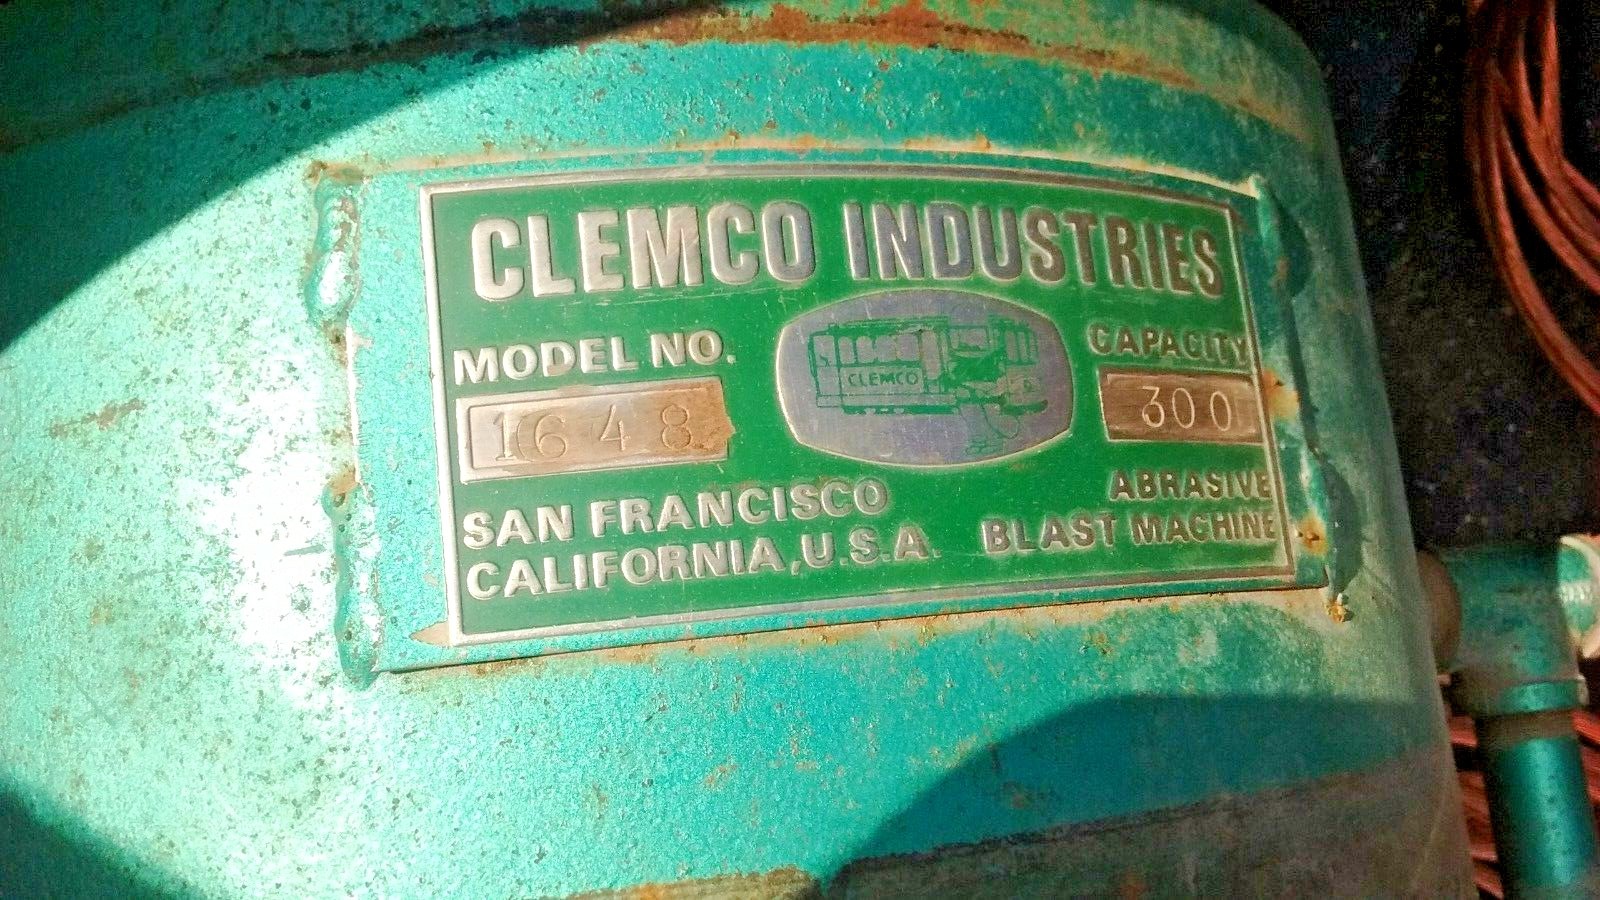 CLEMCO INDUSTRIES
MODEL NO.
1648
CLEMCO
CAPACITY
300
SAN FRANCISCO
CALIFORNIA, U.S.A.
ABRASIVE
BLAST MACHINE